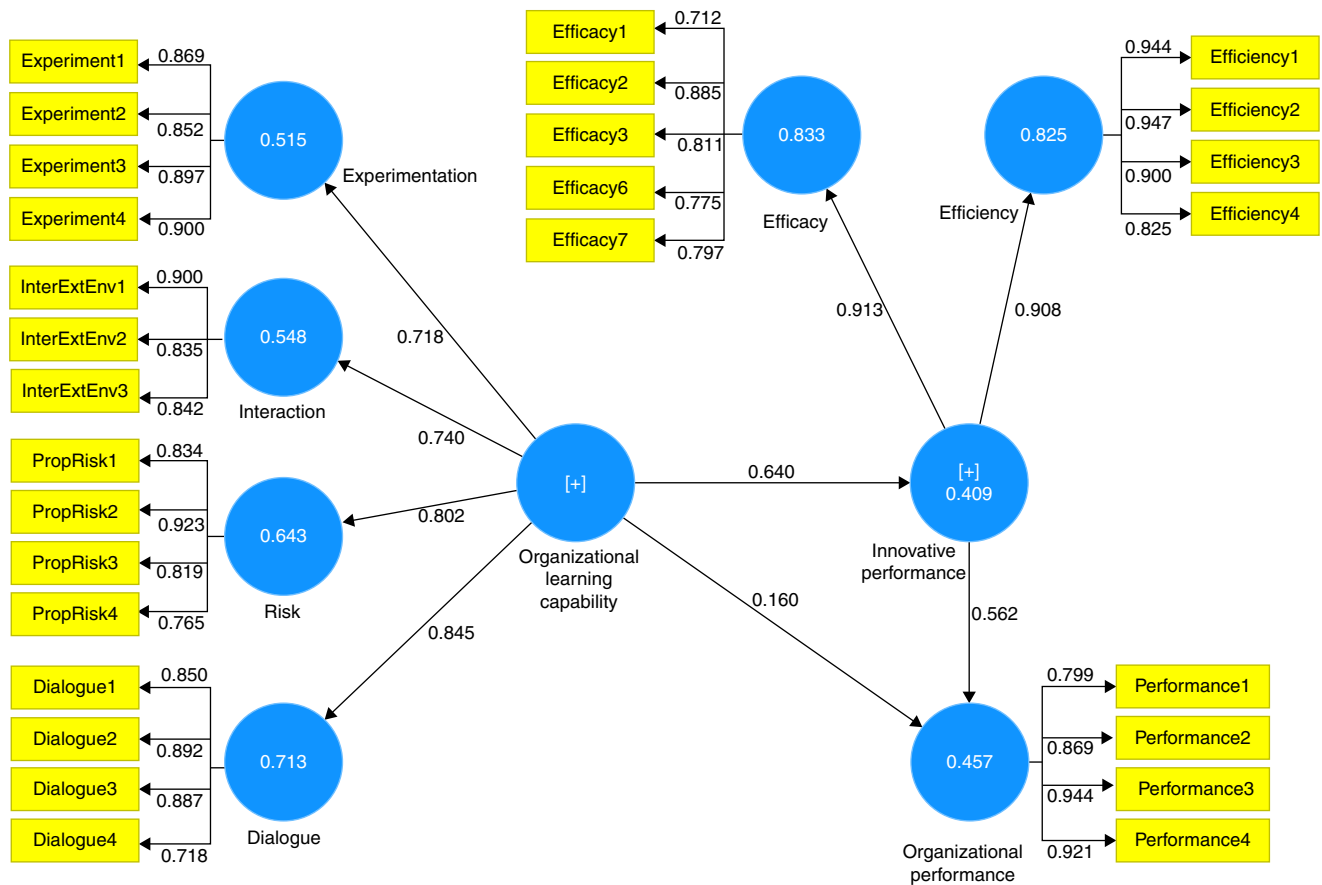 Experiment1
0.869
Experiment2
0.852
Experiment3
0.897
Experiment4
0.900
0.515
Experimentation
InterExtEnv1
0.900
InterExtEnv2
0.835
InterExtEnv3
0.842
0.548
Interaction
PropRisk1
0.834
PropRisk2
0.923
PropRisk3
0.819
PropRisk4
0.765
0.643
Risk
Dialogue1
0.850
Dialogue2
0.892
Dialogue3
0.887
Dialogue4
0.718
0.713
Dialogue
0.718
0.740
0.802
0.845
[+]
Organizational
learning
capability
0.640
0.160
Efficacy1
0.712
Efficacy2
0.885
Efficacy3
0.811
Efficacy6
0.775
Efficacy7
0.797
0.833
Efficacy
0.825
Efficiency
0.944
Efficiency1
0.947
Efficiency2
0.900
Efficiency3
0.825
Efficiency4
0.913
0.908
[+]
0.409
Innovative
performance
0.562
0.457
Organizational
performance
0.799
Performance1
0.869
Performance2
0.944
Performance3
0.921
Performance4